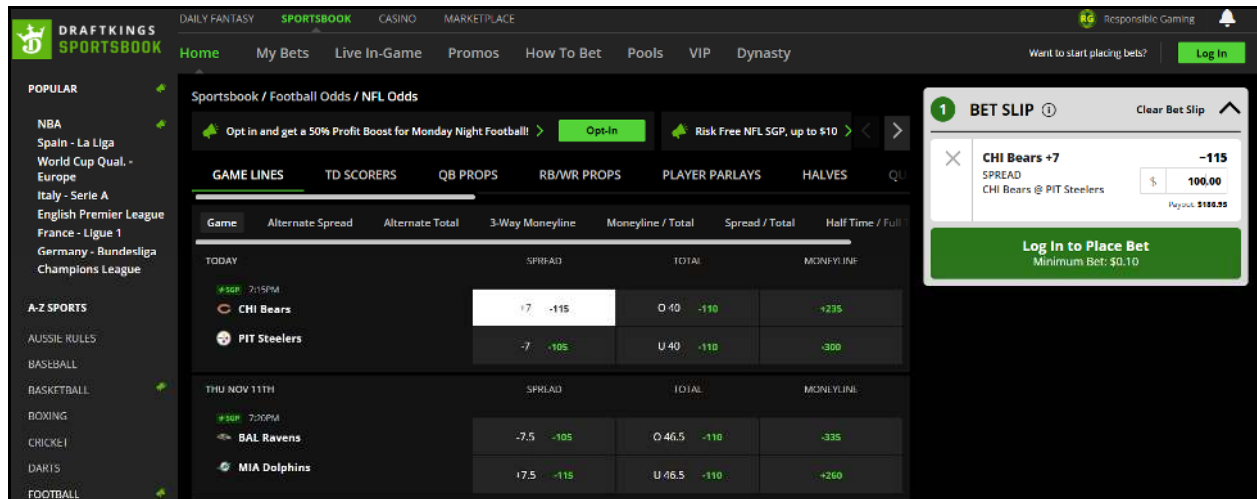 DRAFTKINGS
SPORTSBOOK
DAILY FANTASY SPORTSBOOK CASINO MARKETPLACE
RG Responsible Gaming
Home My Bets Live In-Game Promos How To Bet Pools VIP Dynasty
Want to start placing bets? Log In
POPULAR
NBA
Spain - La Liga
World Cup Qual. -
Europe
Italy - Serie A
English Premier League
France - Ligue 1
Germany - Bundesliga
Champions League
A-Z SPORTS
AUSSIE RULES
BASEBALL
BASKETBALL
BOXING
CRICKET
DARTS
FOOTBALL
Sportsbook / Football Odds / NFL Odds
Opt in and get a 50% Profit Boost for Monday Night Football! > Opt-In
Risk Free NFL SGP, up to $10 >
GAME LINES TD SCORERS QB PROPS RB/WR PROPS PLAYER PARLAYS HALVES QU
Game Alternate Spread Alternate Total 3-Way Moneyline Moneyline / Total Spread / Total Half Time / Full T
TODAY SPREAD TOTAL MONEYLINE
+SGP 7:15PM
CHI Bears +7 -115 O 40 -110 +235
PIT Steelers -7 -105 U 40 -110 -300
THU NOV 11TH SPREAD TOTAL MONEYLINE
+SGP 7:20PM
BAL Ravens -7.5 -105 O 46.5 -110 -335
MIA Dolphins +7.5 -115 U 46.5 -110 +260
1 BET SLIP Clear Bet Slip
CHI Bears +7 -115
SPREAD
CHI Bears @ PIT Steelers
$ 100.00
Payout: $186.95
Log In to Place Bet
Minimum Bet: $0.10